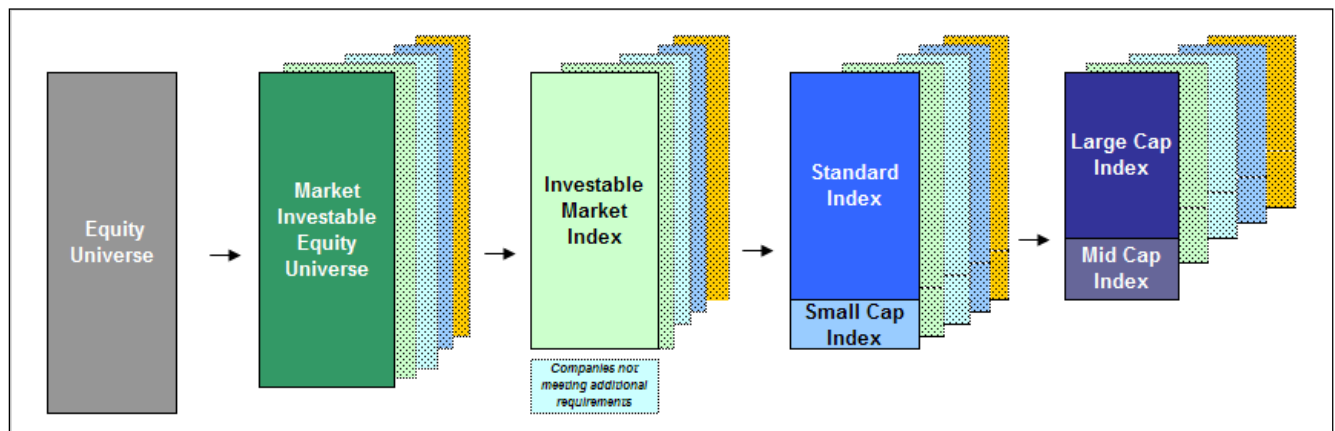 Equity
Universe
Market
Investable
Equity
Universe
Investable
Market
Index
Companies not
meeting additional
requirements
Standard
Index
Small Cap
Index
Large Cap
Index
Mid Cap
Index